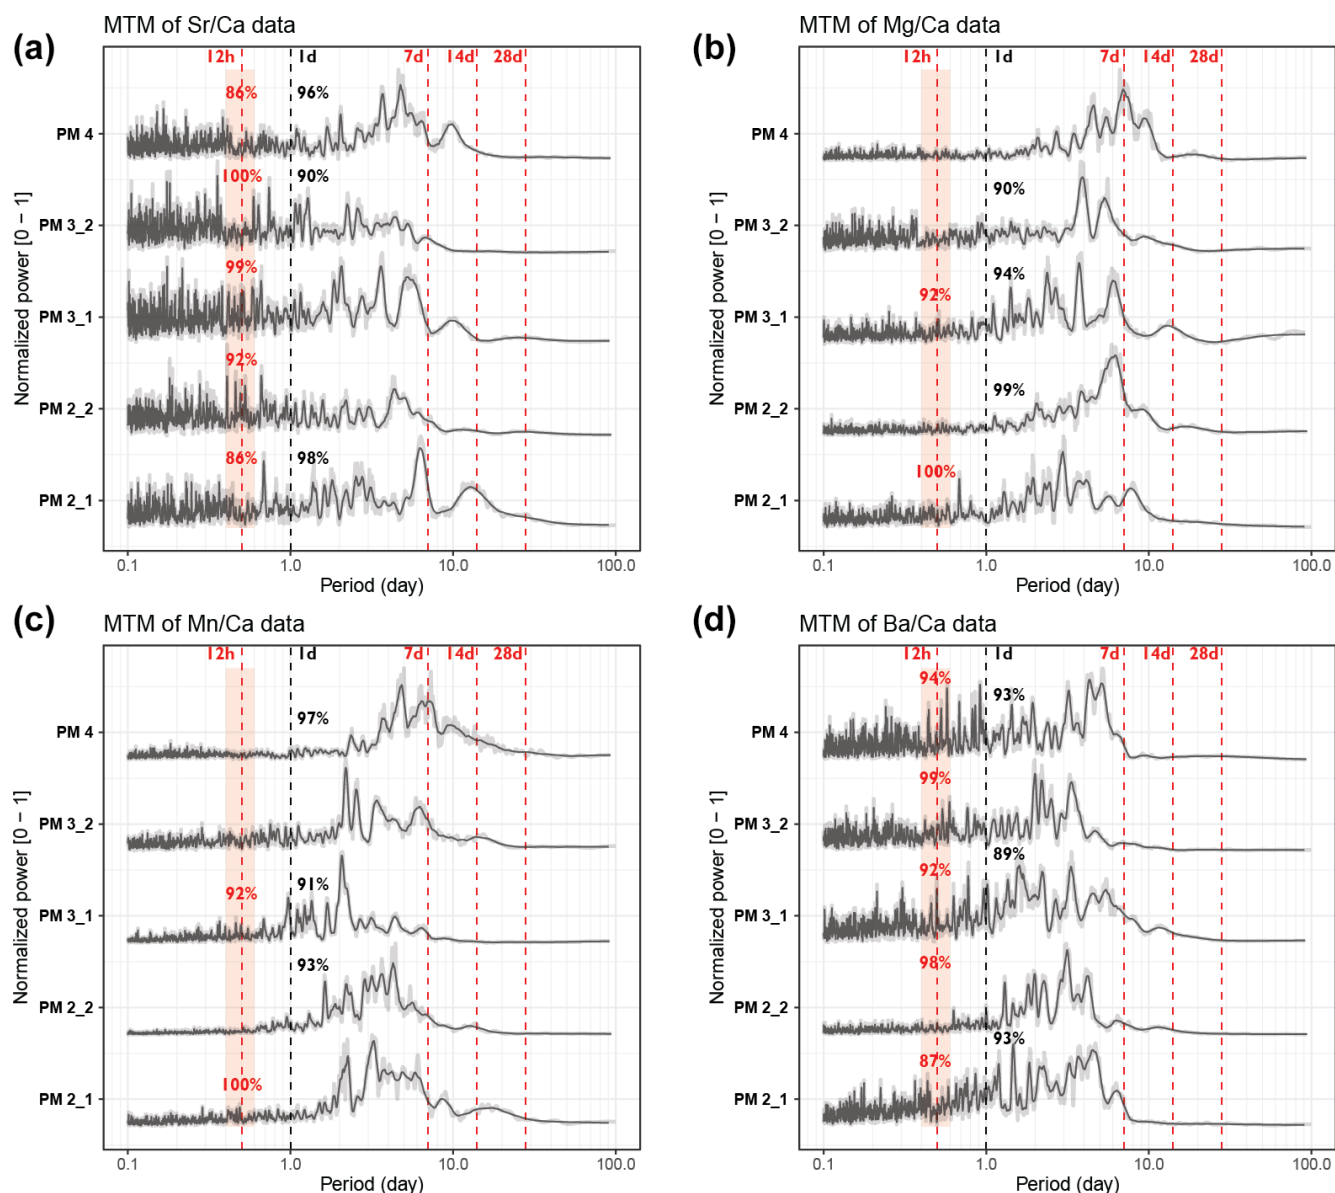 (a)
MTM of Sr/Ca data
12h 1d 7d 14d 28d
86% 96%
PM 4
100% 90%
PM 3_2
99%
PM 3_1
92%
PM 2_2
86% 98%
PM 2_1
Normalized power [0 − 1]
0.1 1.0 10.0 100.0
Period (day)
(b)
MTM of Mg/Ca data
12h 1d 7d 14d 28d
PM 4
90%
PM 3_2
94%
92%
PM 3_1
99%
PM 2_2
100%
PM 2_1
Normalized power [0 − 1]
0.1 1.0 10.0 100.0
Period (day)
(c)
MTM of Mn/Ca data
12h 1d 7d 14d 28d
97%
PM 4
PM 3_2
92% 91%
PM 3_1
93%
PM 2_2
100%
PM 2_1
Normalized power [0 − 1]
0.1 1.0 10.0 100.0
Period (day)
(d)
MTM of Ba/Ca data
12h 1d 7d 14d 28d
94% 93%
PM 4
99%
PM 3_2
89%
92%
PM 3_1
98%
PM 2_2
93%
87%
PM 2_1
Normalized power [0 − 1]
0.1 1.0 10.0 100.0
Period (day)